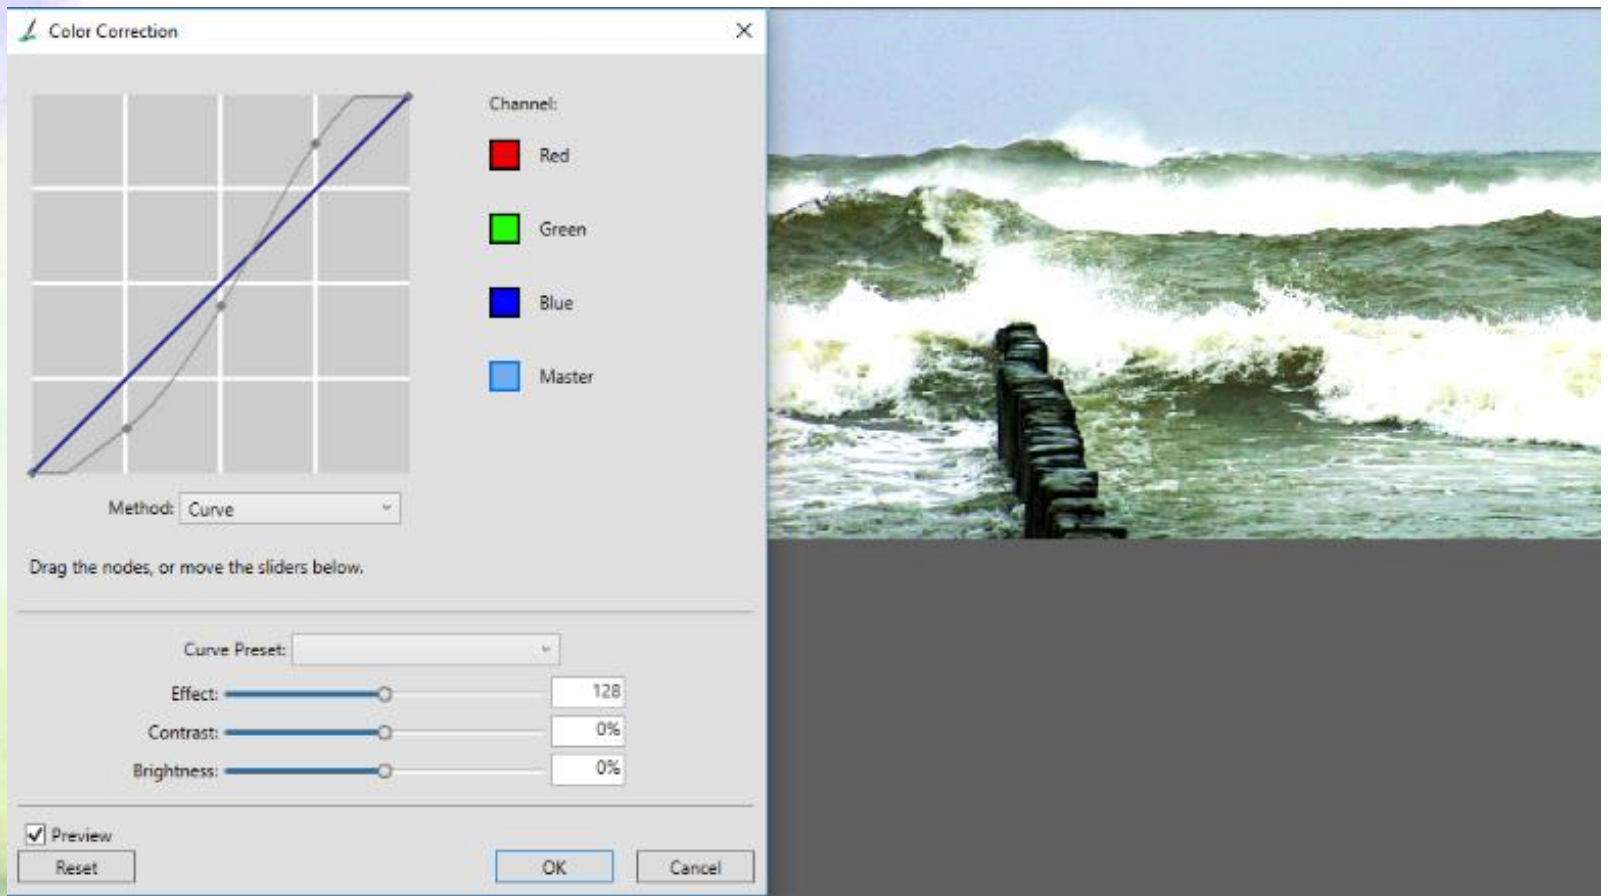 Color Correction
Channel:
Red
Green
Blue
Master
Method: Curve
Drag the nodes, or move the sliders below.
Curve Preset:
Effect: 128
Contrast: 0%
Brightness: 0%
Preview
Reset OK Cancel